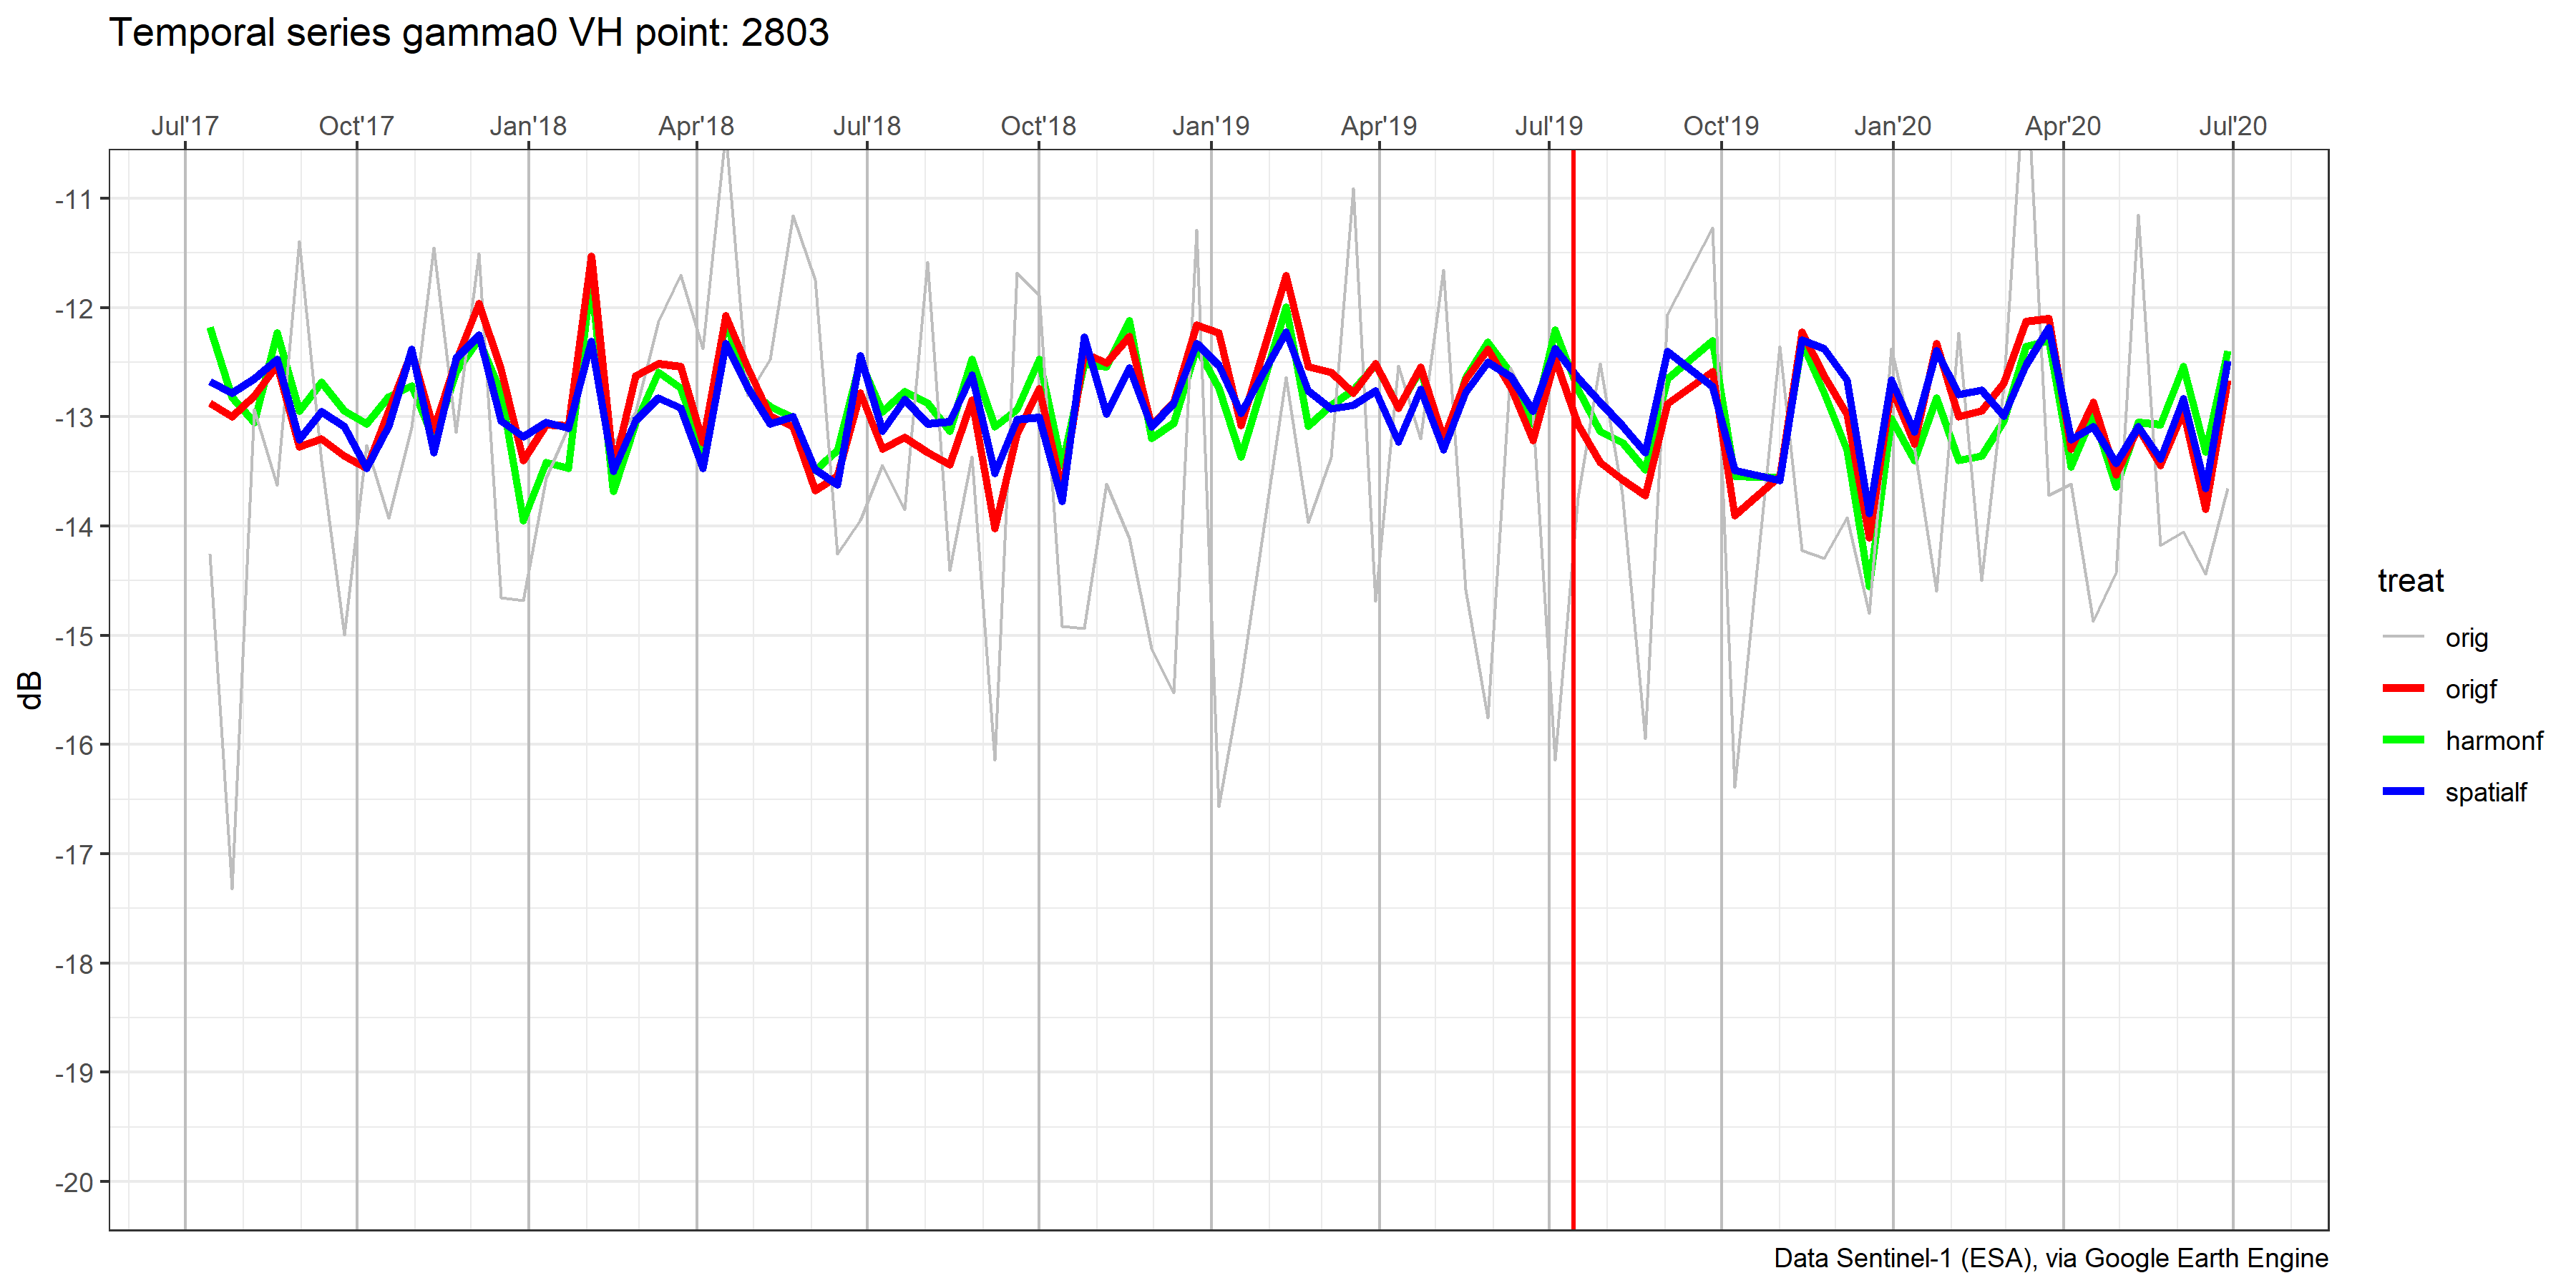 Temporal series gamma0 VH point: 2803
Jul'17 Oct'17 Jan'18 Apr'18 Jul'18 Oct'18 Jan'19 Apr'19 Jul'19 Oct'19 Jan'20 Apr'20 Jul'20
-11
-12
-13
-14
-15
-16
-17
-18
-19
-20
dB
treat
orig
origf
harmonf
spatialf
Data Sentinel-1 (ESA), via Google Earth Engine